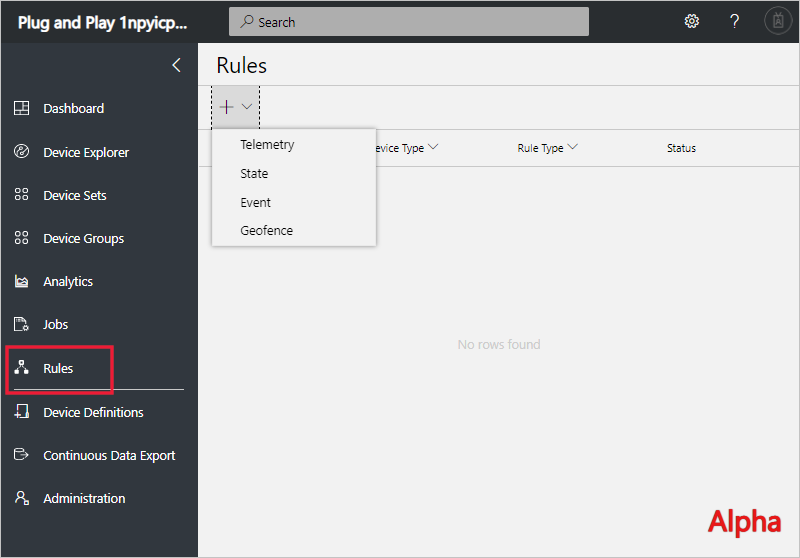 Plug and Play 1npyicp...
Search
?
Rules
Dashboard
Device Explorer
Device Sets
Device Groups
Analytics
Jobs
Rules
Device Definitions
Continuous Data Export
Administration
Telemetry
State
Event
Geofence
Type
Rule Type
Status
No rows found
Alpha